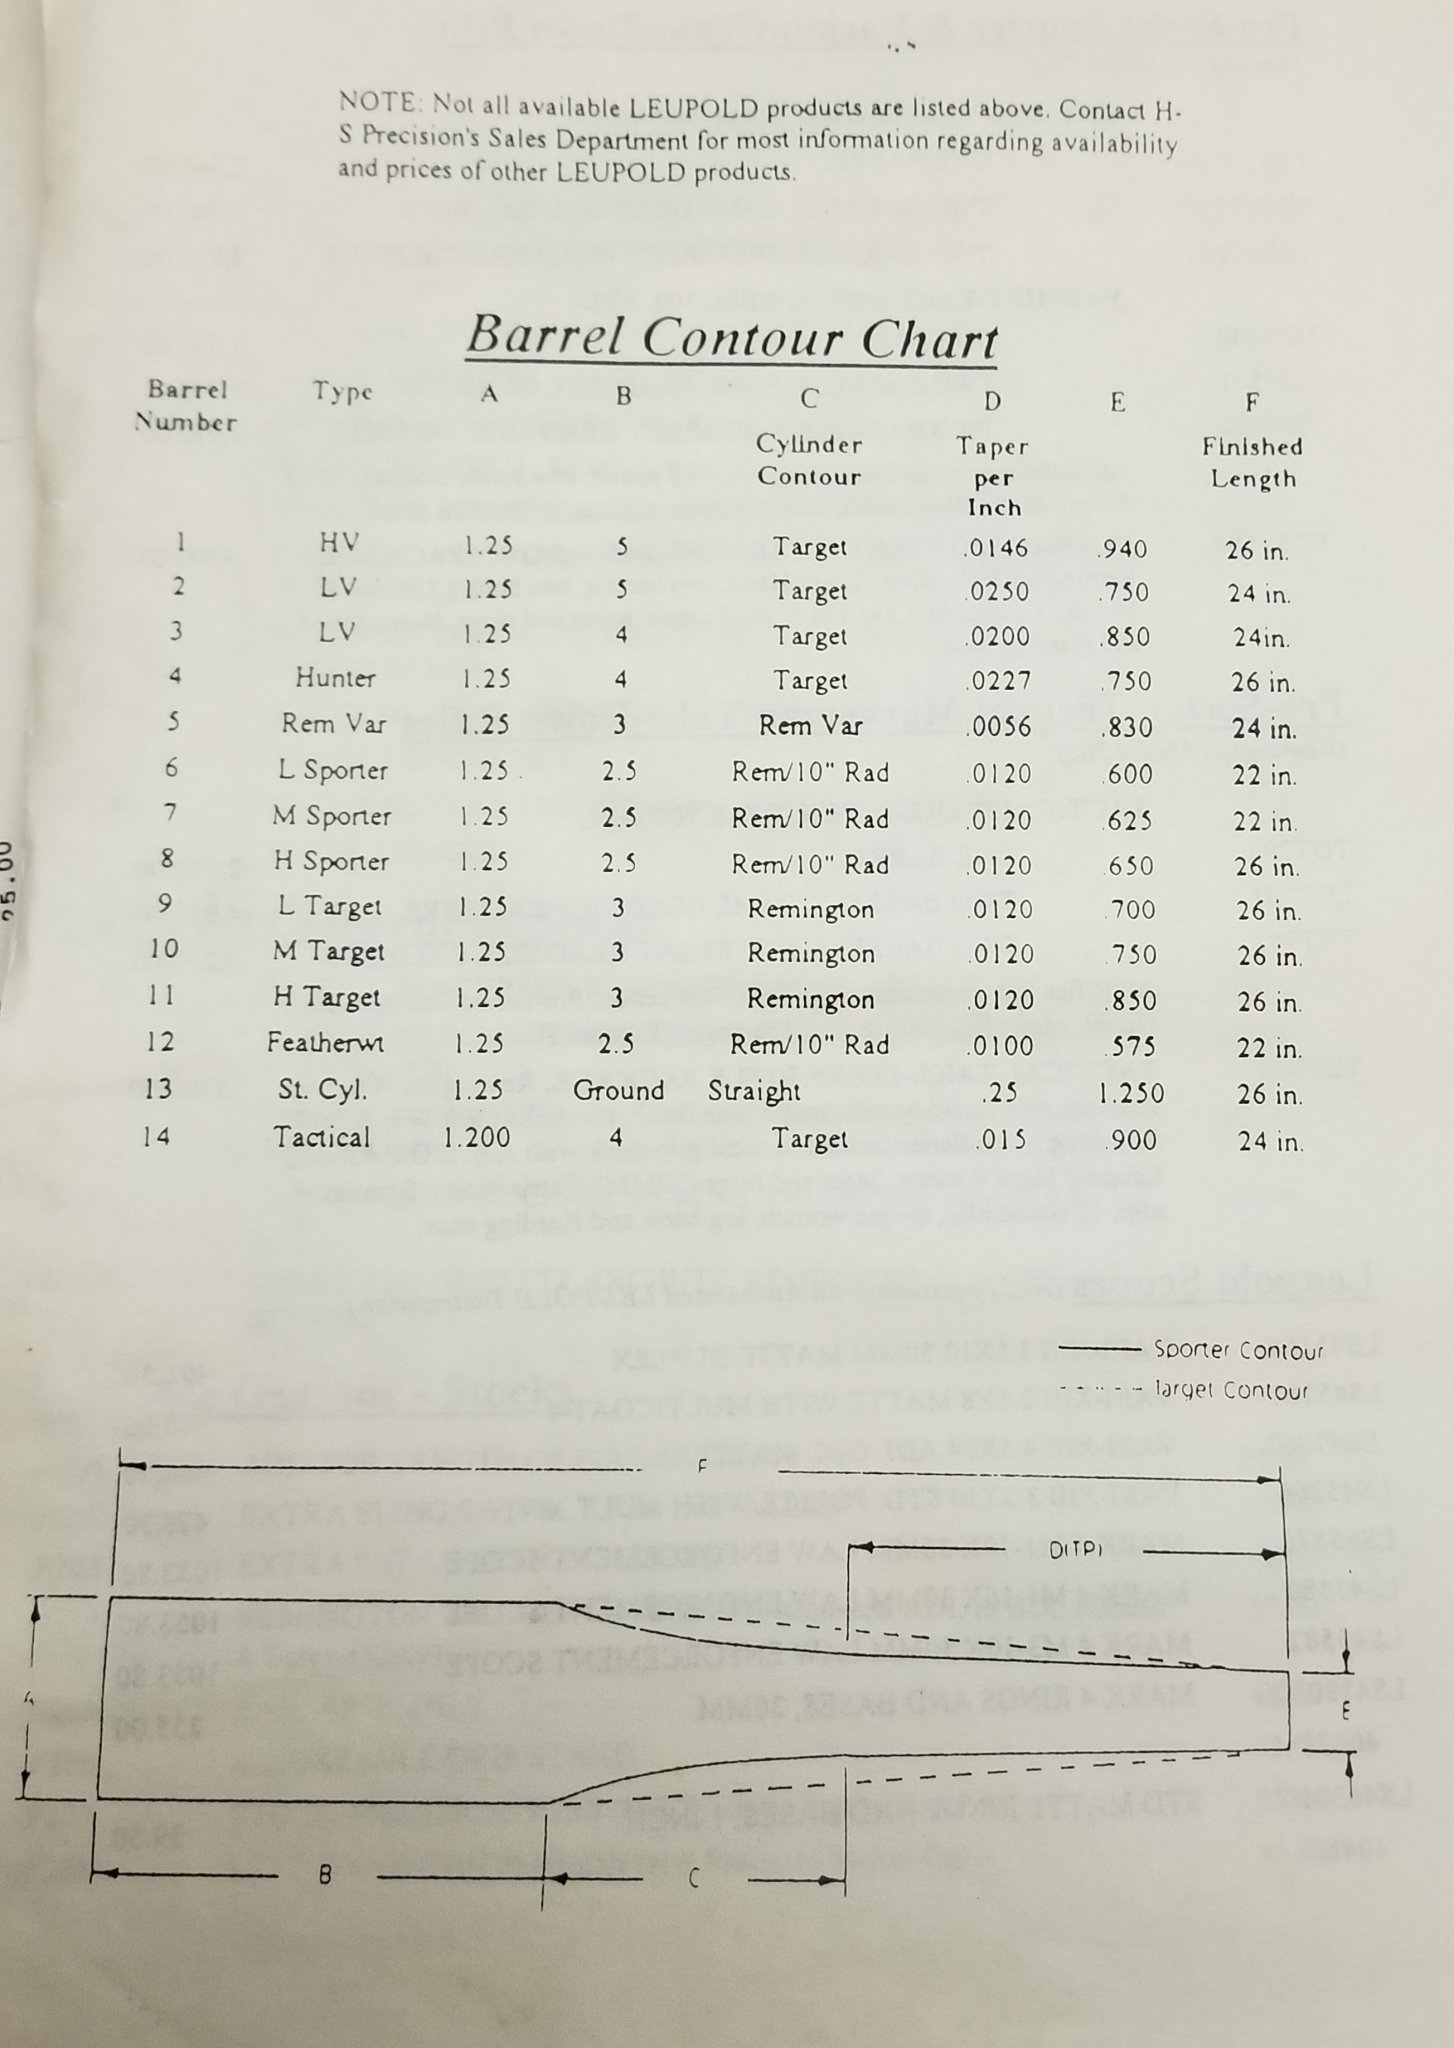 NOTE: Not all available LEUPOLD products are listed above. Contact H-
S Precision's Sales Department for most information regarding availability
and prices of other LEUPOLD products.
Barrel Contour Chart
Barrel Number Type A B C Cylinder Contour D Taper per Inch E F Finished Length
1 HV 1.25 5 Target .0146 .940 26 in.
2 LV 1.25 5 Target .0250 .750 24 in.
3 LV 1.25 4 Target .0200 .850 24in.
4 Hunter 1.25 4 Target .0227 .750 26 in.
5 Rem Var 1.25 3 Rem Var .0056 .830 24 in.
6 L Sporter 1.25 2.5 Rem/10" Rad .0120 .600 22 in.
7 M Sporter 1.25 2.5 Rem/10" Rad .0120 .625 22 in.
8 H Sporter 1.25 2.5 Rem/10" Rad .0120 .650 26 in.
9 L Target 1.25 3 Remington .0120 .700 26 in.
10 M Target 1.25 3 Remington .0120 .750 26 in.
11 H Target 1.25 3 Remington .0120 .850 26 in.
12 Featherwt 1.25 2.5 Rem/10" Rad .0100 .575 22 in.
13 St. Cyl. 1.25 Ground Straight .25 1.250 26 in.
14 Tactical 1.200 4 Target .015 .900 24 in.
Sporter Contour
Target Contour
F
D(TPI)
A
E
B
C